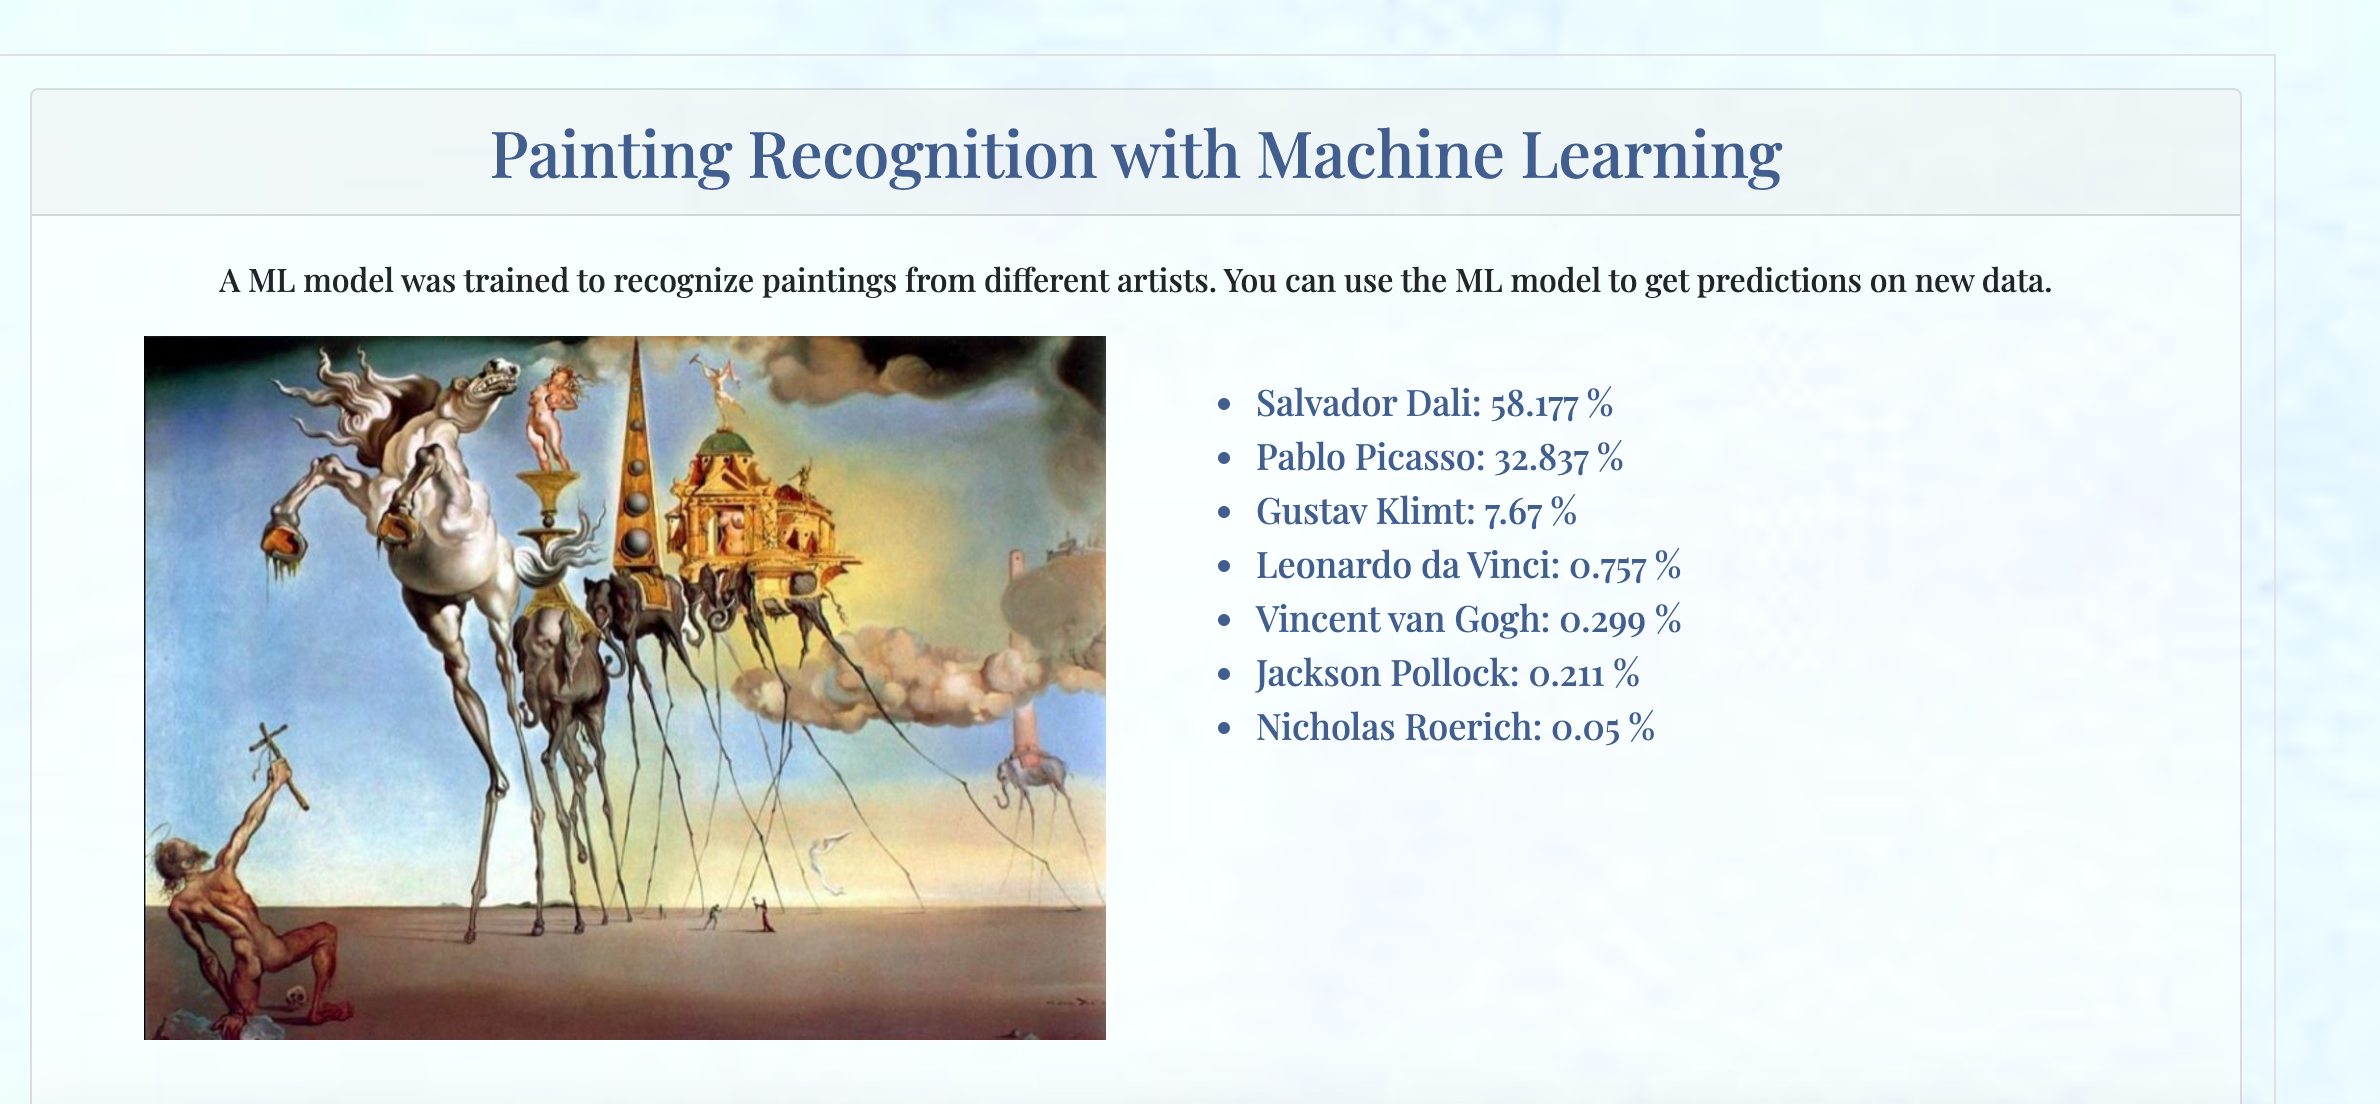 Painting Recognition with Machine Learning
A ML model was trained to recognize paintings from different artists. You can use the ML model to get predictions on new data.
Salvador Dali: 58.177 %
Pablo Picasso: 32.837 %
Gustav Klimt: 7.67 %
Leonardo da Vinci: 0.757 %
Vincent van Gogh: 0.299 %
Jackson Pollock: 0.211 %
Nicholas Roerich: 0.05 %